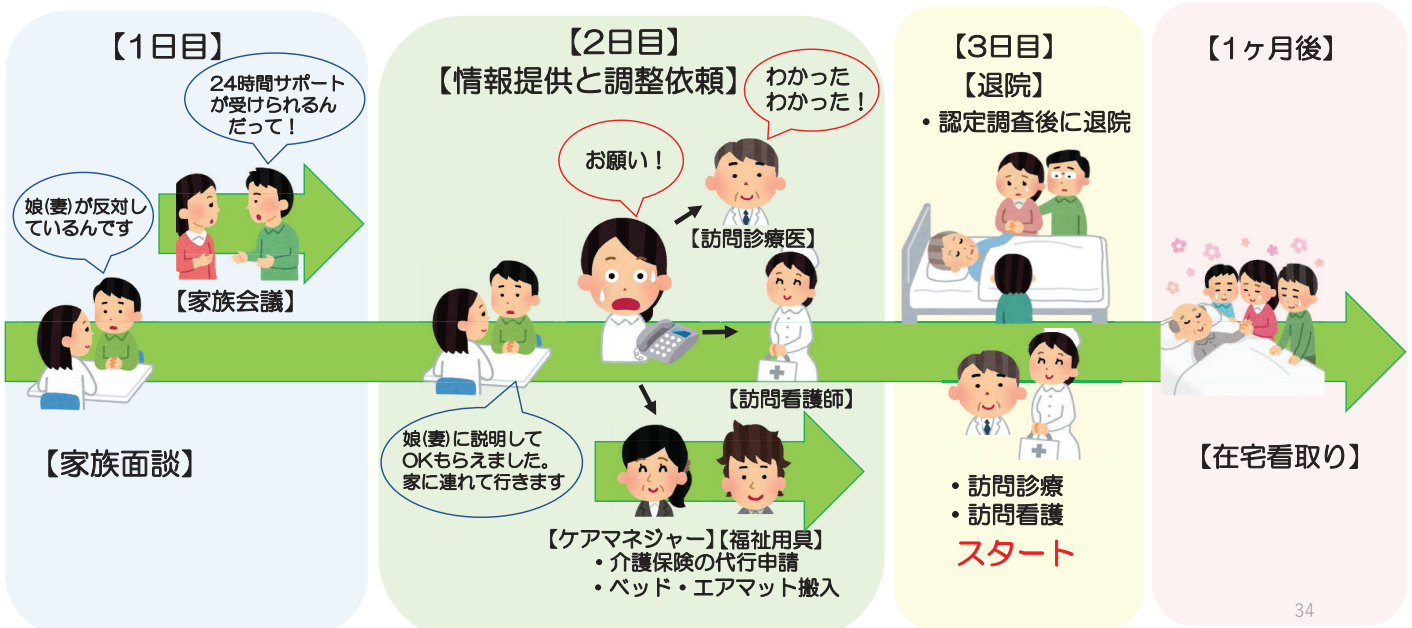 【1日目】
24時間サポート
が受けられるん
だって！
娘(妻)が反対し
ているんです
【家族会議】
【家族面談】
【2日目】
【情報提供と調整依頼】
わかった
わかった！
お願い！
【訪問診療医】
【訪問看護師】
娘(妻)に説明して
OKもらえました。
家に連れて行きます
【ケアマネジャー】【福祉用具】
・介護保険の代行申請
・ベッド・エアマット搬入
【3日目】
【退院】
・認定調査後に退院
・訪問診療
・訪問看護
スタート
【1ヶ月後】
【在宅看取り】
34